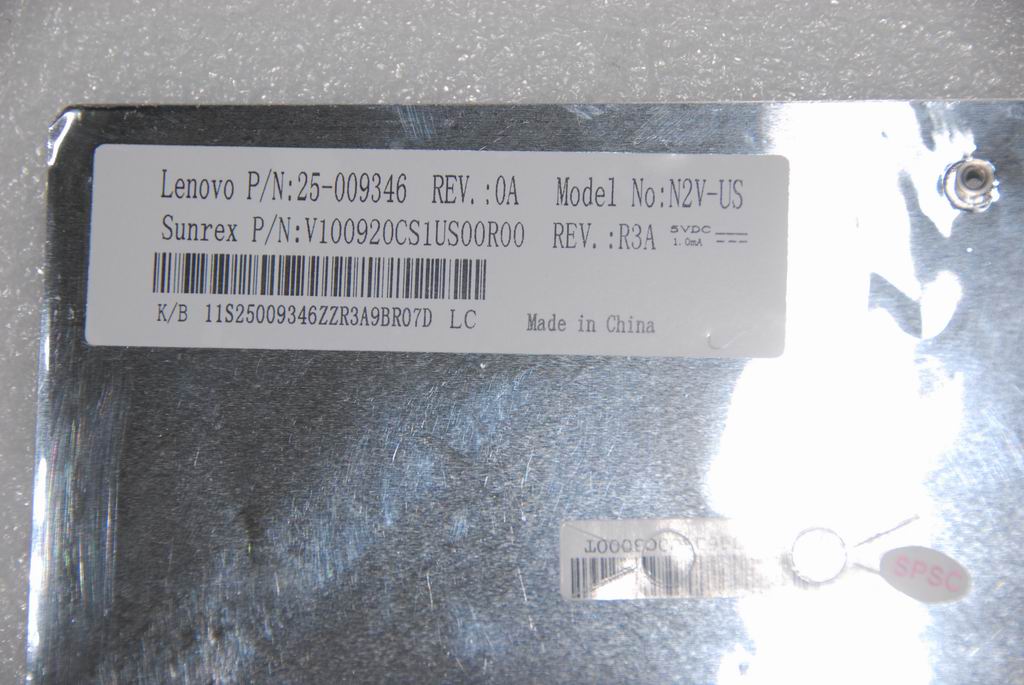 Lenovo P/N:25-009346 REV.:0A Model No:N2V-US
Sunrex P/N:V100920CS1US00R00 REV.:R3A 5VDC
1.0mA
K/B 11S25009346ZZR3A9BR07D LC Made in China
SPSC